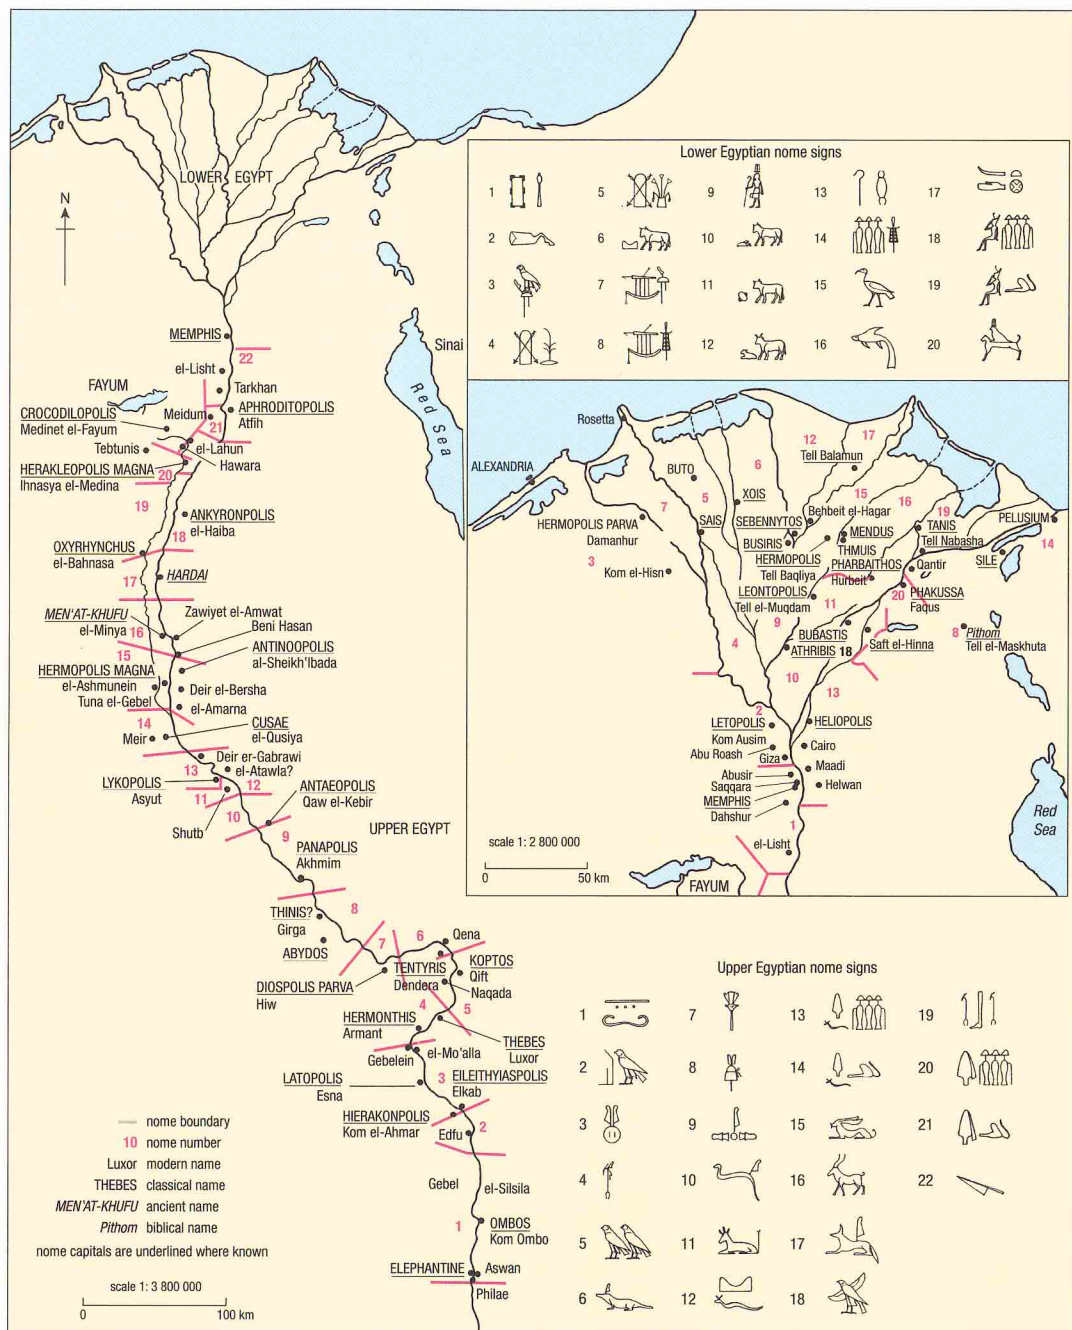 LOWER EGYPT
N
MEMPHIS
22
el-Lisht
Sinai
Tarkhan
FAYUM
Red Sea
CROCODILOPOLIS
Medinet el-Fayum
Meidum
APHRODITOPOLIS
Atfih
21
Tebtunis
el-Lahun
Hawara
HERAKLEOPOLIS MAGNA
Ihnasya el-Medina
20
19
ANKYRONPOLIS
el-Haiba
18
OXYRHYNCHUS
el-Bahnasa
17
HARDAI
MEN'AT-KHUFU
el-Minya
Zawiyet el-Amwat
Beni Hasan
16
15
ANTINOOPOLIS
al-Sheikh'Ibada
HERMOPOLIS MAGNA
el-Ashmunein
Tuna el-Gebel
Deir el-Bersha
el-Amarna
14
CUSAE
el-Qusiya
Meir
Deir er-Gabrawi
el-Atawla?
13
LYKOPOLIS
Asyut
12
11
10
ANTAEOPOLIS
Qaw el-Kebir
Shutb
9
UPPER EGYPT
PANAPOLIS
Akhmim
THINIS?
Girga
8
ABYDOS
7
6
Qena
KOPTOS
Qift
TENTYRIS
Dendera
Naqada
DIOSPOLIS PARVA
Hiw
4
5
HERMONTHIS
Armant
THEBES
Luxor
Gebelein
el-Mo'alla
3
LATOPOLIS
Esna
EILEITHYIASPOLIS
Elkab
HIERAKONPOLIS
Kom el-Ahmar
2
Edfu
Gebel el-Silsila
1
OMBOS
Kom Ombo
ELEPHANTINE
Aswan
Philae
nome boundary
10 nome number
Luxor modern name
THEBES classical name
MEN'AT-KHUFU ancient name
Pithom biblical name
nome capitals are underlined where known
scale 1: 3 800 000
0 100 km
Lower Egyptian nome signs
1 5 9 13 17
2 6 10 14 18
3 7 11 15 19
4 8 12 16 20
Rosetta
12
17
Tell Balamun
ALEXANDRIA
BUTO
6
5
XOIS
15
16
7
Behbeit el-Hagar
19
HERMOPOLIS PARVA
Damanhur
SAIS
SEBENNYTOS
MENDUS
TANIS
Tell Nabasha
PELUSIUM
14
BUSIRIS
THMUIS
3
Kom el-Hisn
HERMOPOLIS
Tell Baqliya
PHARBAITHOS
Hurbeit
Qantir
SILE
LEONTOPOLIS
Tell el-Muqdam
11
20
PHAKUSSA
Faqus
9
4
BUBASTIS
ATHRIBIS 18
Saft el-Hinna
8
Pithom
Tell el-Maskhuta
10
13
2
LETOPOLIS
Kom Ausim
HELIOPOLIS
Abu Roash
Cairo
Giza
Maadi
Abusir
Saqqara
Helwan
MEMPHIS
Dahshur
1
Red Sea
scale 1: 2 800 000
el-Lisht
0 50 km
FAYUM
Upper Egyptian nome signs
1 7 13 19
2 8 14 20
3 9 15 21
4 10 16 22
5 11 17
6 12 18